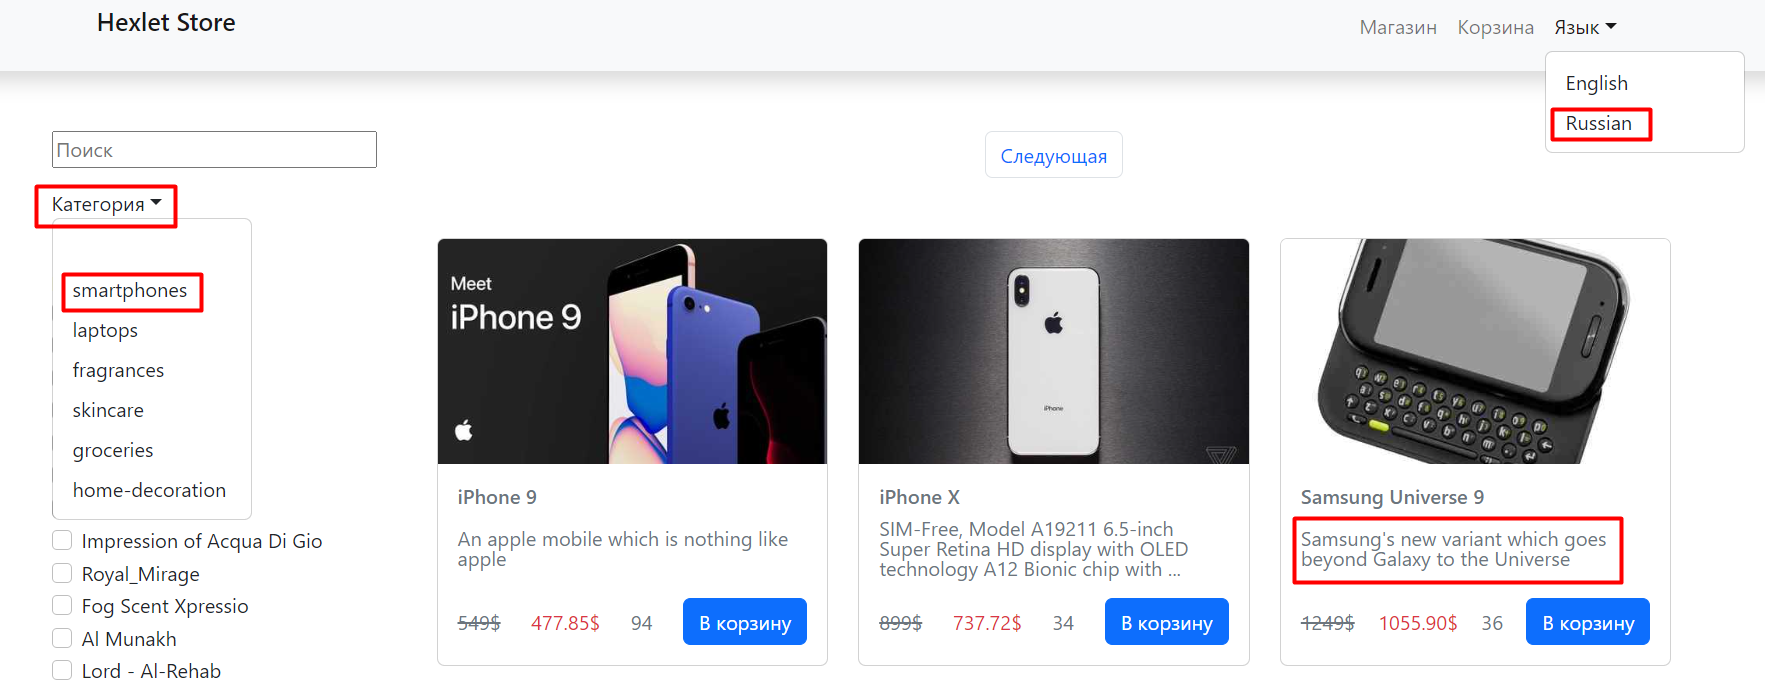 Hexlet Store
Магазин Корзина Язык
English
Russian
Поиск
Следующая
Категория
smartphones
laptops
fragrances
skincare
groceries
home-decoration
Impression of Acqua Di Gio
Royal_Mirage
Fog Scent Xpressio
Al Munakh
Lord - Al-Rehab
Meet
iPhone 9
iPhone 9
An apple mobile which is nothing like
apple
549$ 477.85$ 94 В корзину
iPhone
iPhone X
SIM-Free, Model A19211 6.5-inch
Super Retina HD display with OLED
technology A12 Bionic chip with ...
899$ 737.72$ 34 В корзину
Samsung Universe 9
Samsung's new variant which goes
beyond Galaxy to the Universe
1249$ 1055.90$ 36 В корзину